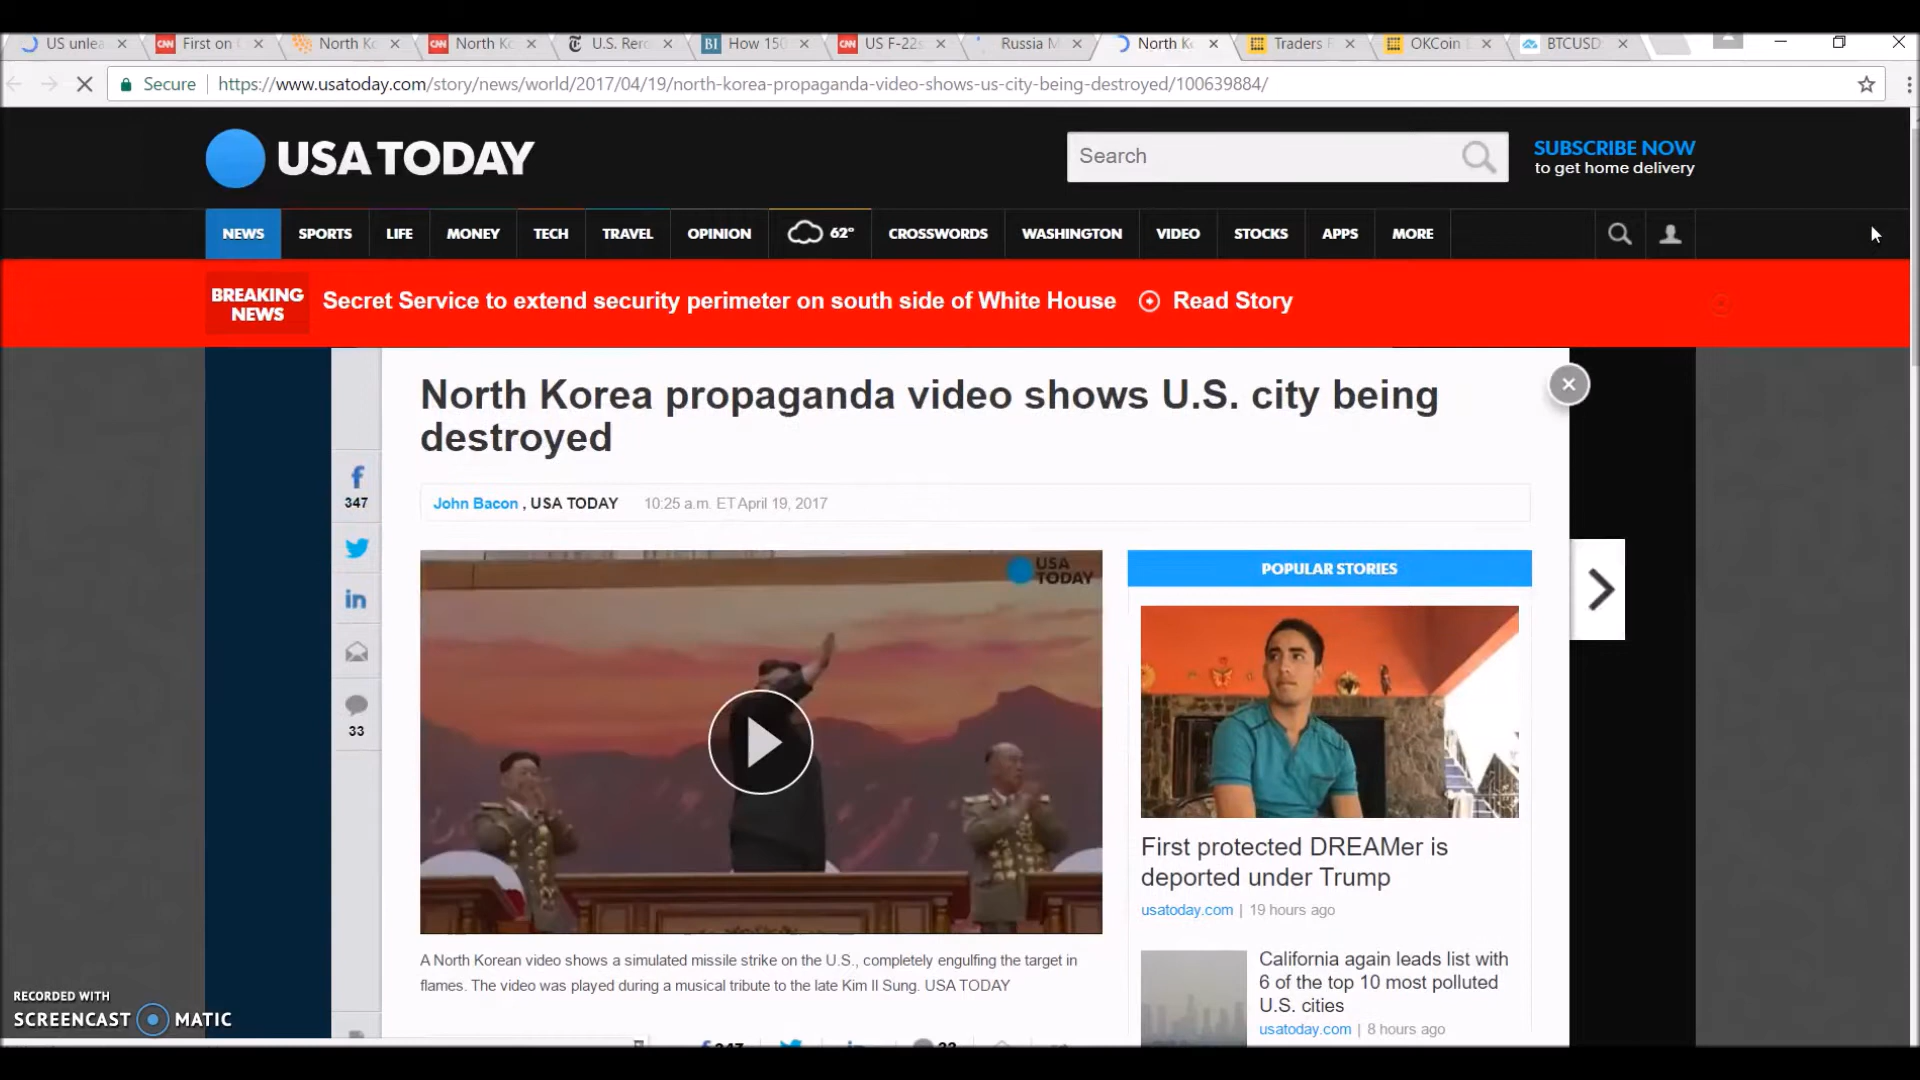 US unlea
First on
North Ko
North Ko
U.S. Rero
How 150
US F-22s
Russia M
North Ko
Traders F
OKCoin
BTCUSD
Secure
https://www.usatoday.com/story/news/world/2017/04/19/north-korea-propaganda-video-shows-us-city-being-destroyed/100639884/
USA TODAY
Search
SUBSCRIBE NOW
to get home delivery
NEWS
SPORTS
LIFE
MONEY
TECH
TRAVEL
OPINION
62°
CROSSWORDS
WASHINGTON
VIDEO
STOCKS
APPS
MORE
BREAKING
NEWS
Secret Service to extend security perimeter on south side of White House
Read Story
North Korea propaganda video shows U.S. city being
destroyed
John Bacon , USA TODAY 10:25 a.m. ET April 19, 2017
347
33
USA
TODAY
A North Korean video shows a simulated missile strike on the U.S., completely engulfing the target in
flames. The video was played during a musical tribute to the late Kim Il Sung. USA TODAY
POPULAR STORIES
First protected DREAMer is
deported under Trump
usatoday.com | 19 hours ago
California again leads list with
6 of the top 10 most polluted
U.S. cities
usatoday.com | 8 hours ago
RECORDED WITH
SCREENCAST MATIC